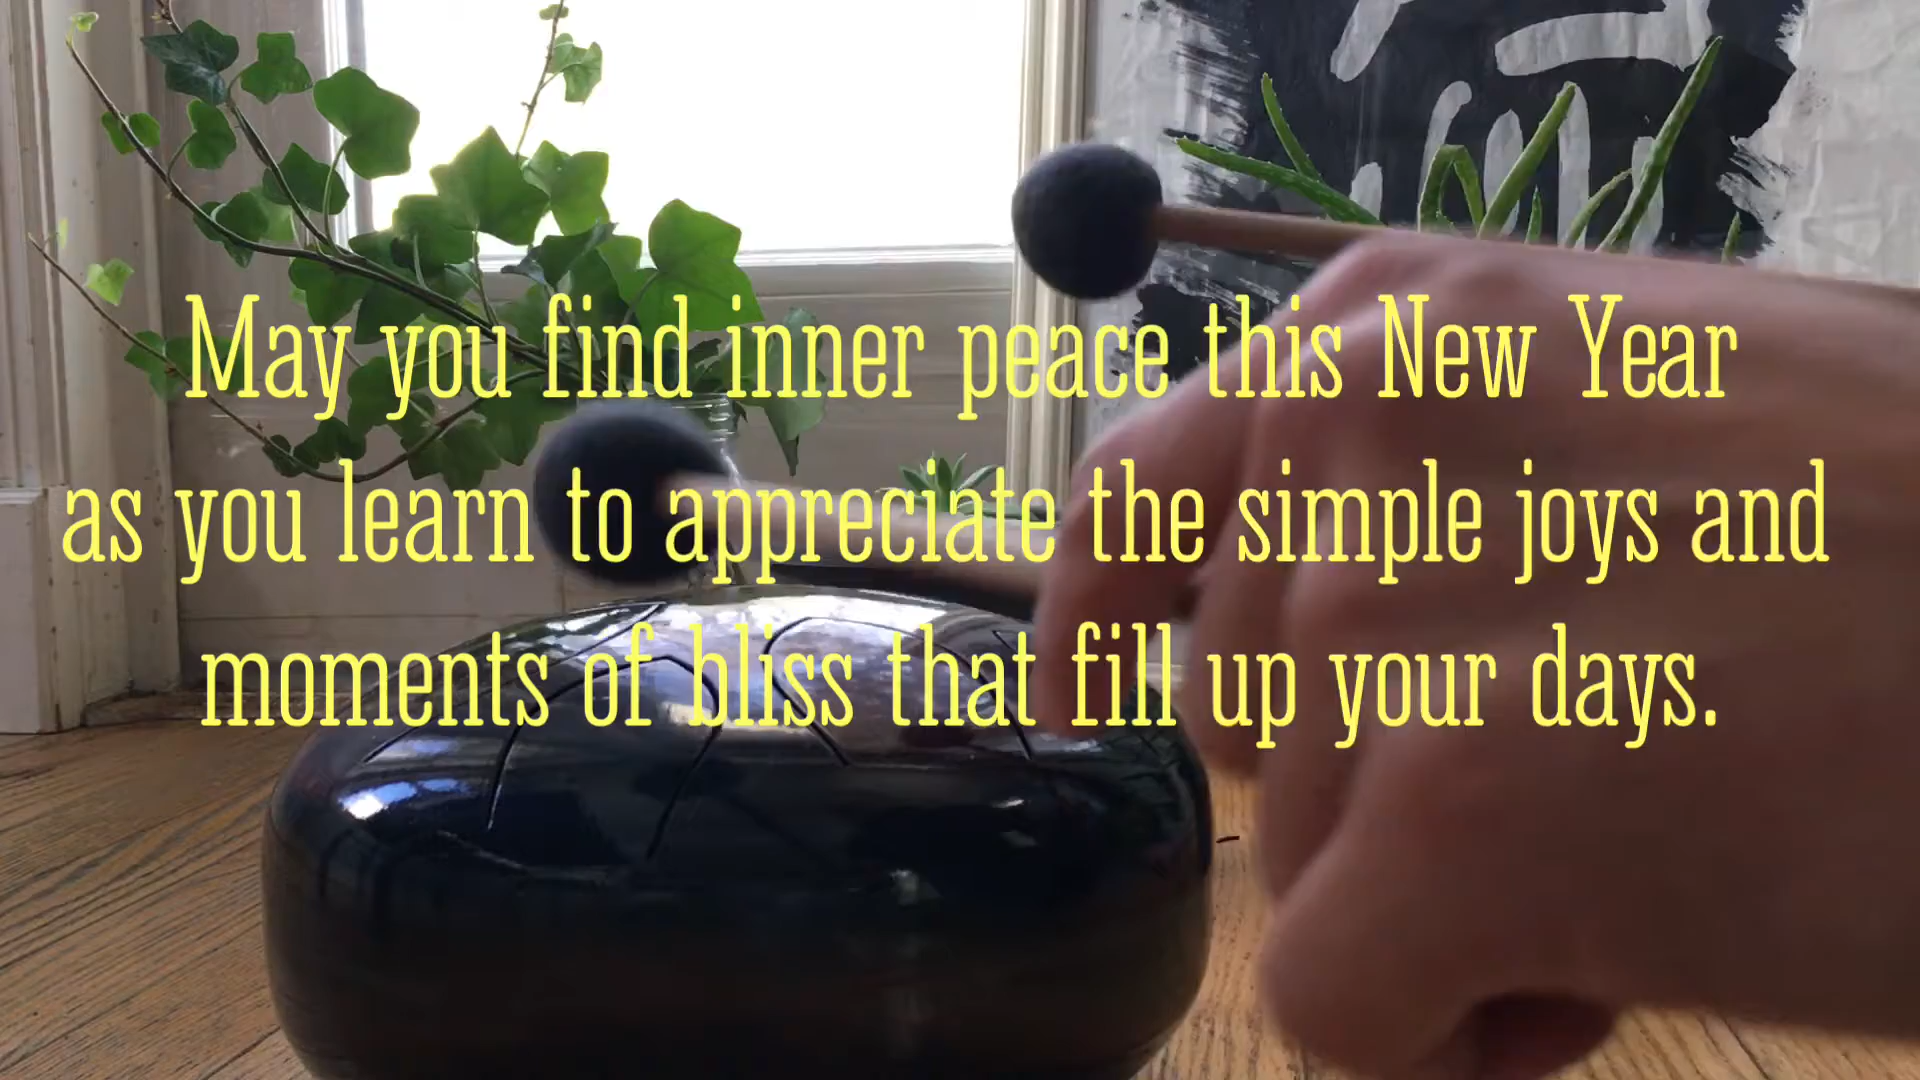 May you find inner peace this New Year
as you learn to appreciate the simple joys and
moments of bliss that fill up your days.